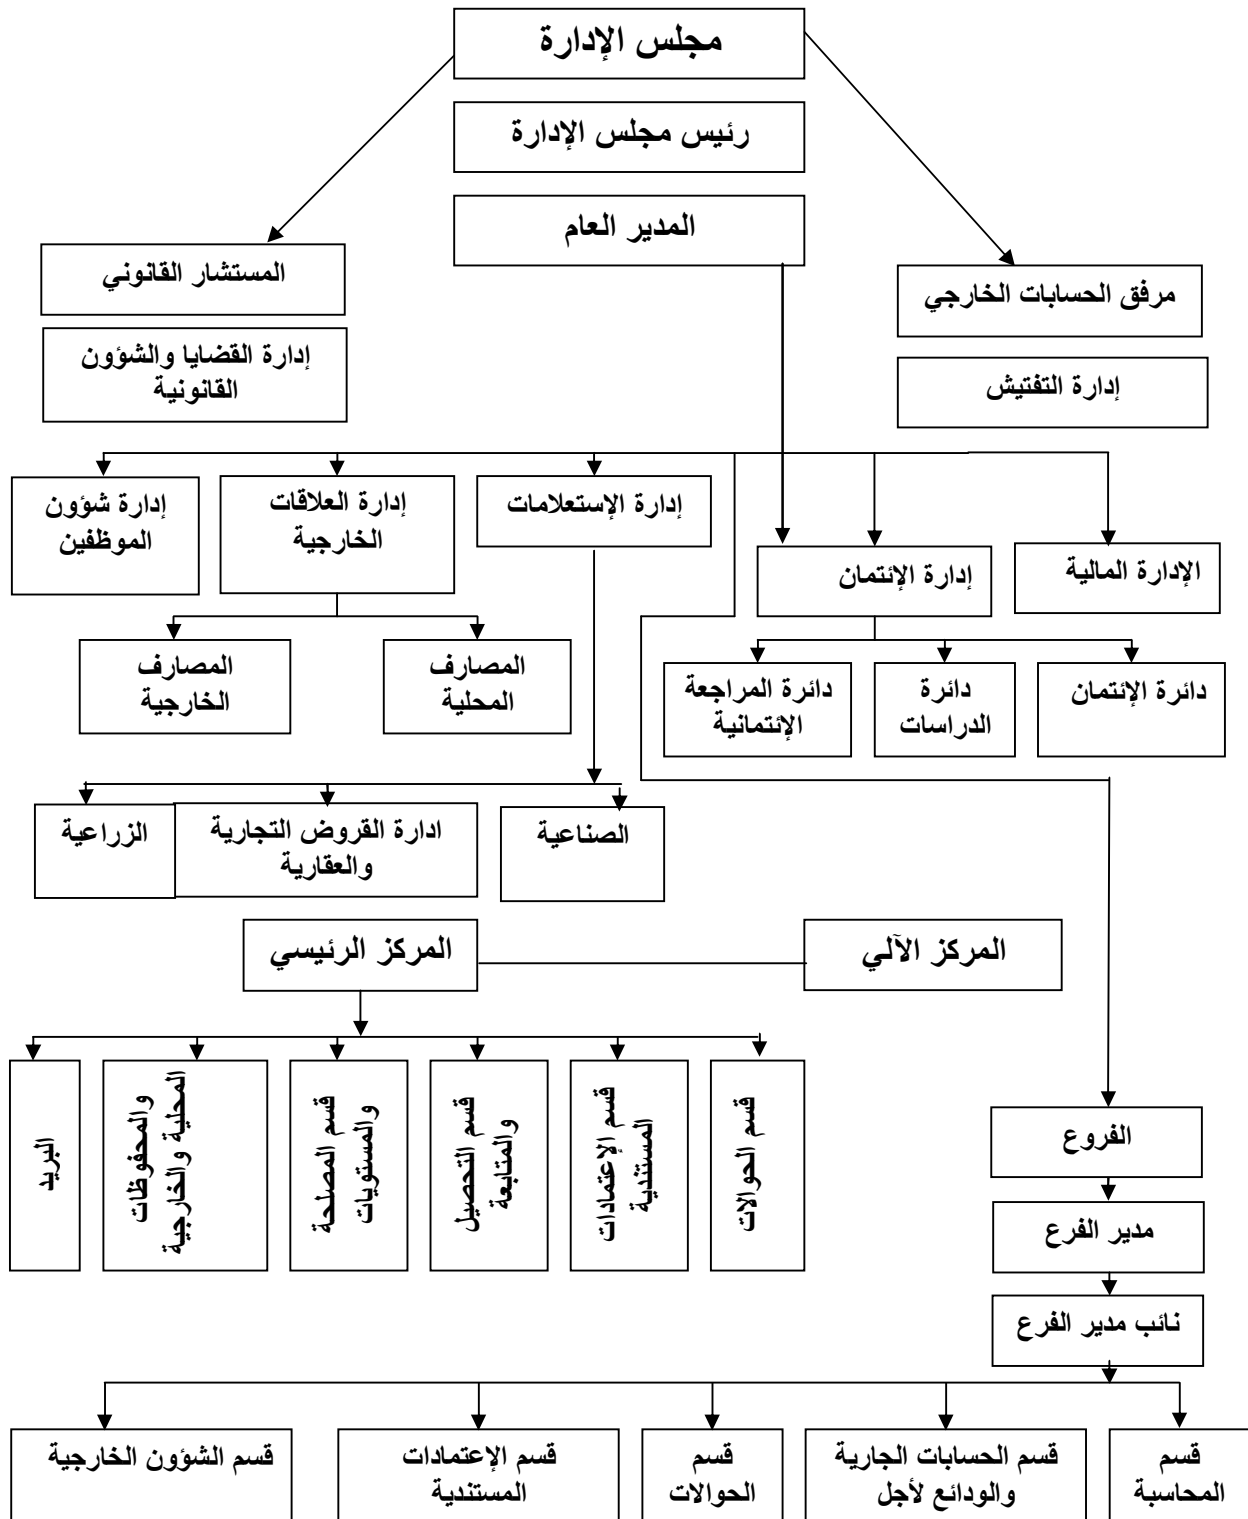 مجلس الإدارة
رئيس مجلس الإدارة
المدير العام
المستشار القانوني
مرفق الحسابات الخارجي
إدارة القضايا والشؤون
القانونية
إدارة التفتيش
الإدارة المالية
إدارة الإئتمان
إدارة الإستعلامات
إدارة العلاقات
الخارجية
إدارة شؤون
الموظفين
دائرة الإئتمان
دائرة
الدراسات
دائرة المراجعة
الإئتمانية
المصارف
المحلية
المصارف
الخارجية
الصناعية
ادارة القروض التجارية
والعقارية
الزراعية
المركز الآلي
المركز الرئيسي
قسم الحوالات
قسم الإعتمادات
المستندية
قسم التحصيل
والمتابعة
قسم المصلحة
والمستويات
المحلية والخارجية
والمحفوظات
البريد
الفروع
مدير الفرع
نائب مدير الفرع
قسم
المحاسبة
قسم الحسابات الجارية
والودائع لأجل
قسم
الحوالات
قسم الإعتمادات
المستندية
قسم الشؤون الخارجية